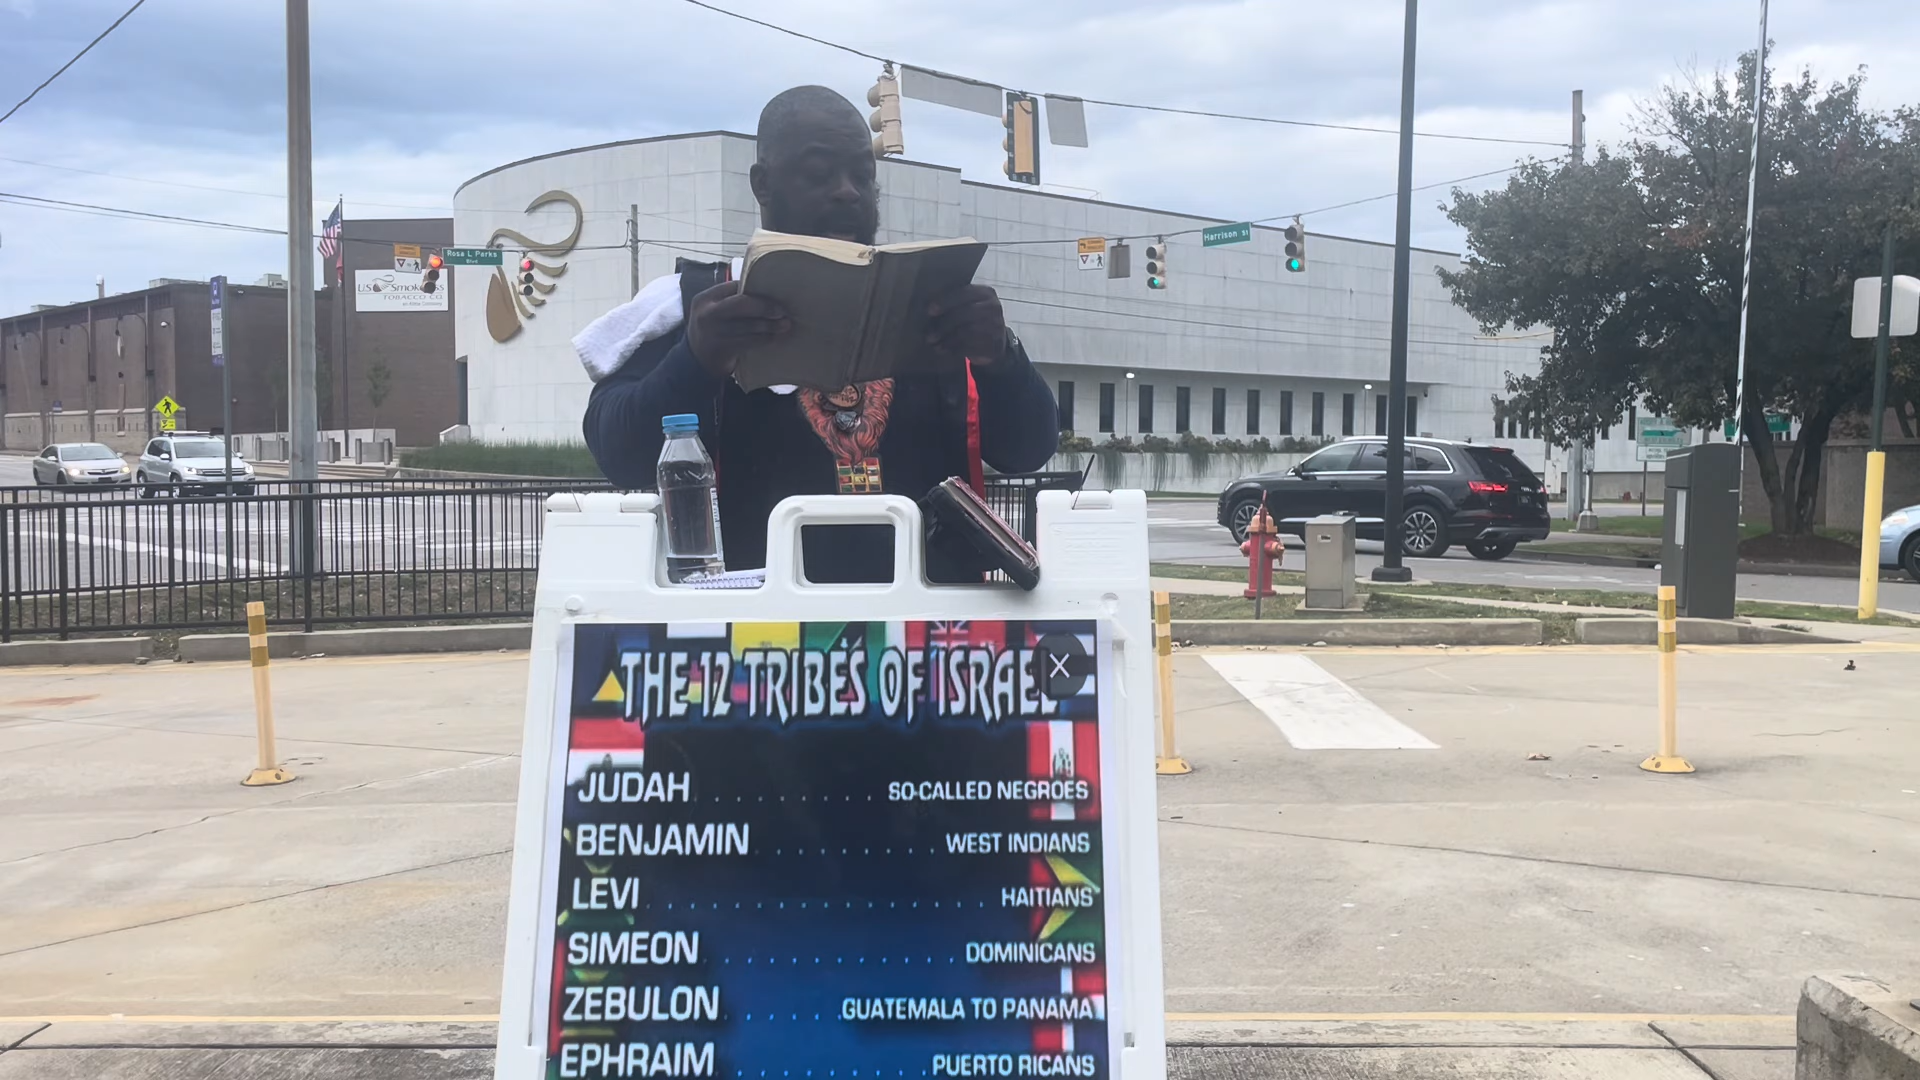 Rosa L Parks
Blvd
US Smokeless
TOBACCO CO.
Harrison St
THE 12 TRIBES OF ISRAEL
JUDAH . . . . . . . . . SO-CALLED NEGROES
BENJAMIN . . . . . . . . . WEST INDIANS
LEVI . . . . . . . . . . . . . . . . HAITIANS
SIMEON . . . . . . . . . . . . DOMINICANS
ZEBULON . . . . . . GUATEMALA TO PANAMA
EPHRAIM . . . . . . . . . PUERTO RICANS